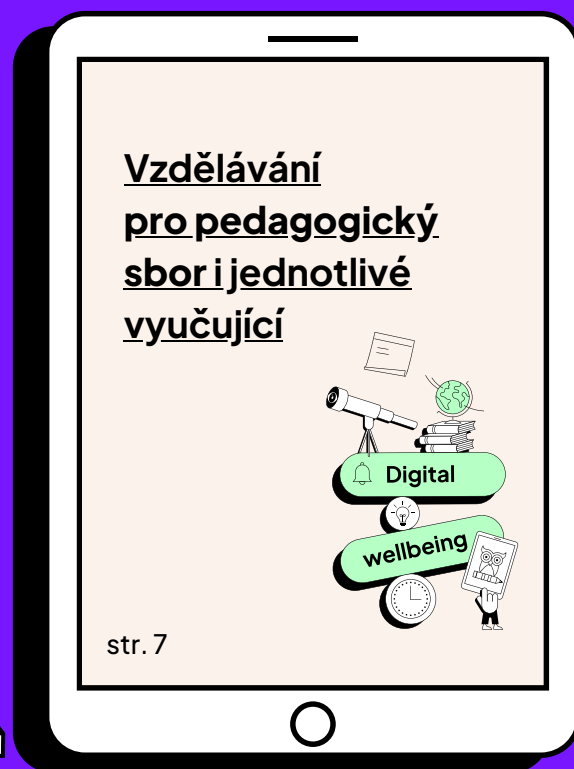 Vzdělávání
pro pedagogický
sbor i jednotlivé
vyučující
Digital
wellbeing
str. 7